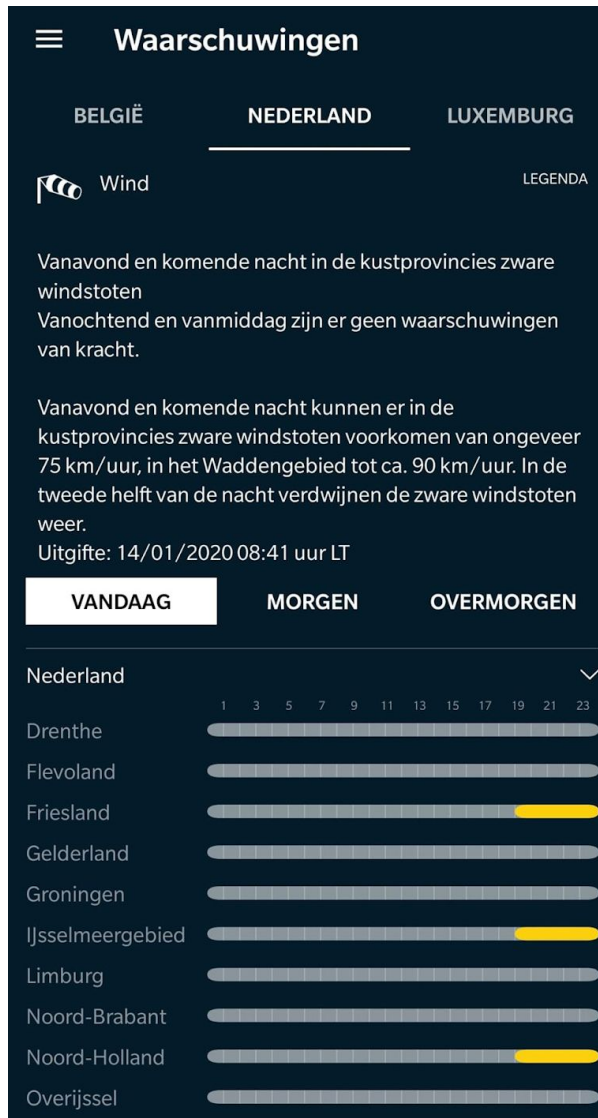 Waarschuwingen
BELGIË NEDERLAND LUXEMBURG
Wind LEGENDA
Vanavond en komende nacht in de kustprovincies zware
windstoten
Vanochtend en vanmiddag zijn er geen waarschuwingen
van kracht.
Vanavond en komende nacht kunnen er in de
kustprovincies zware windstoten voorkomen van ongeveer
75 km/uur, in het Waddengebied tot ca. 90 km/uur. In de
tweede helft van de nacht verdwijnen de zware windstoten
weer.
Uitgifte: 14/01/2020 08:41 uur LT
VANDAAG MORGEN OVERMORGEN
Nederland
1 3 5 7 9 11 13 15 17 19 21 23
Drenthe
Flevoland
Friesland
Gelderland
Groningen
IJsselmeergebied
Limburg
Noord-Brabant
Noord-Holland
Overijssel